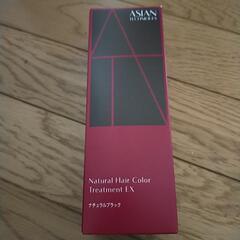 ASIAN
TECHNIQUES
Natural Hair Color
Treatment EX
ナチュラルブラック